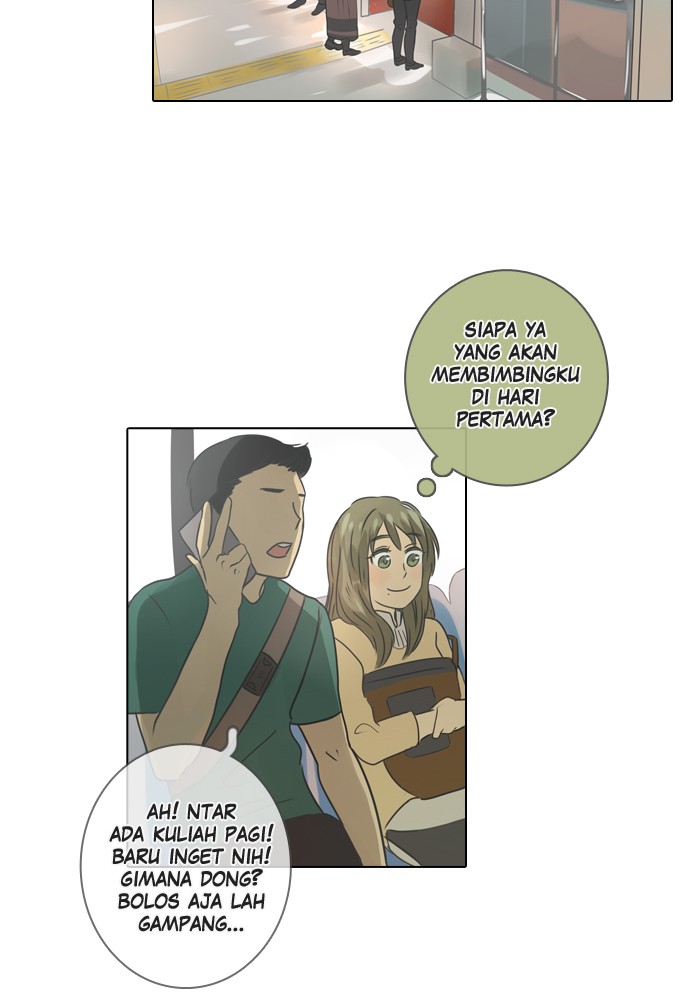 SIAPA YA
YANG AKAN
MEMBIMBINGKU
DI HARI
PERTAMA?
AH! NTAR
ADA KULIAH PAGI!
BARU INGET NIH!
GIMANA DONG?
BOLOS AJA LAH
GAMPANG...